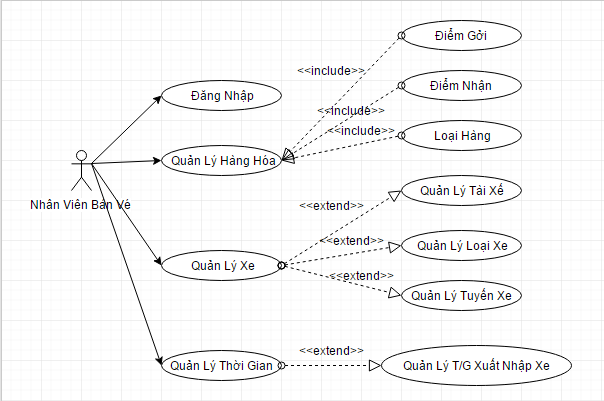 Điểm Gởi
<<include>>
Đăng Nhập
Điểm Nhận
<<include>>
<<include>>
Loại Hàng
Quản Lý Hàng Hóa
Quản Lý Tài Xế
Nhân Viên Bán Vé
<<extend>>
<<extend>>
Quản Lý Loại Xe
Quản Lý Xe
<<extend>>
Quản Lý Tuyến Xe
<<extend>>
Quản Lý Thời Gian
Quản Lý T/G Xuất Nhập Xe